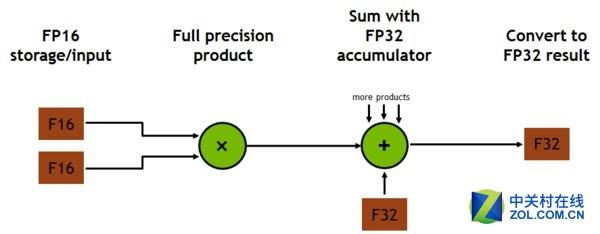 FP16
storage/input
Full precision
product
Sum with
FP32
accumulator
Convert to
FP32 result
more products
F16
F16
×
+
F32
F32
中关村在线
ZOL.COM.CN